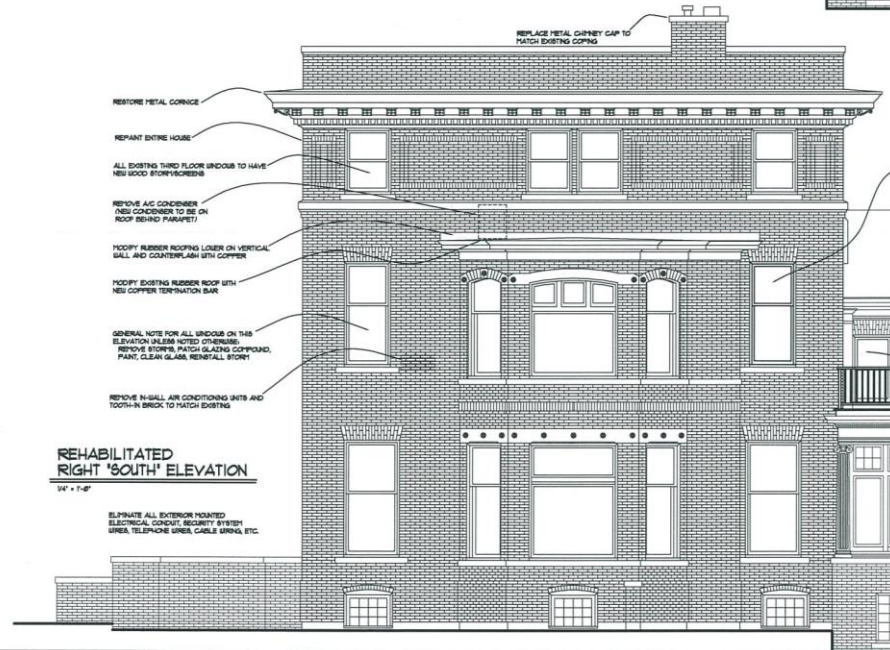 REPLACE METAL CHIMNEY CAP TO
MATCH EXISTING COPING
RESTORE METAL CORNICE
REPAINT ENTIRE HOUSE
ALL EXISTING THIRD FLOOR WINDOWS TO HAVE
NEW WOOD STORM/SCREENS
REMOVE A/C CONDENSER
(NEW CONDENSER TO BE ON
ROOF BEHIND PARAPET)
MODIFY RUBBER ROOFING LOWER ON VERTICAL
WALL AND COUNTERFLASH WITH COPPER
MODIFY EXISTING RUBBER ROOF WITH
NEW COPPER TERMINATION BAR
GENERAL NOTE FOR ALL WINDOWS ON THIS
ELEVATION UNLESS NOTED OTHERWISE:
REMOVE STORMS, PATCH GLAZING COMPOUND,
PAINT, CLEAN GLASS, REINSTALL STORM
REMOVE IN-WALL AIR CONDITIONING UNITS AND
TOOTH-IN BRICK TO MATCH EXISTING
REHABILITATED
RIGHT "SOUTH" ELEVATION
1/4" = 1'-0"
ELIMINATE ALL EXTERIOR MOUNTED
ELECTRICAL CONDUIT, SECURITY SYSTEM
WIRES, TELEPHONE WIRES, CABLE WIRING, ETC.